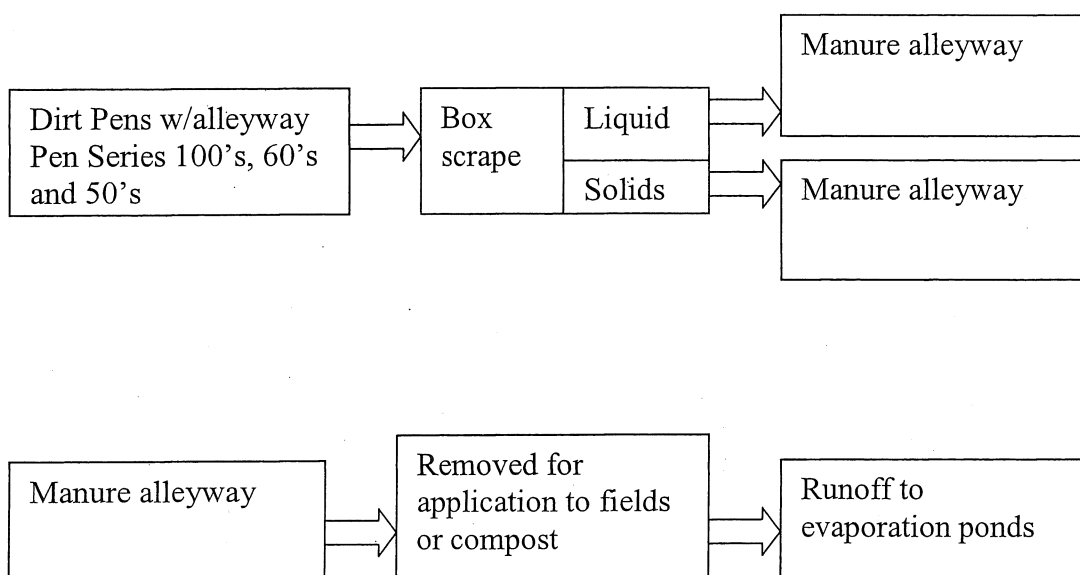 Dirt Pens w/alleyway
Pen Series 100's, 60's
and 50's
Box
scrape
Liquid
Solids
Manure alleyway
Manure alleyway
Manure alleyway
Removed for
application to fields
or compost
Runoff to
evaporation ponds